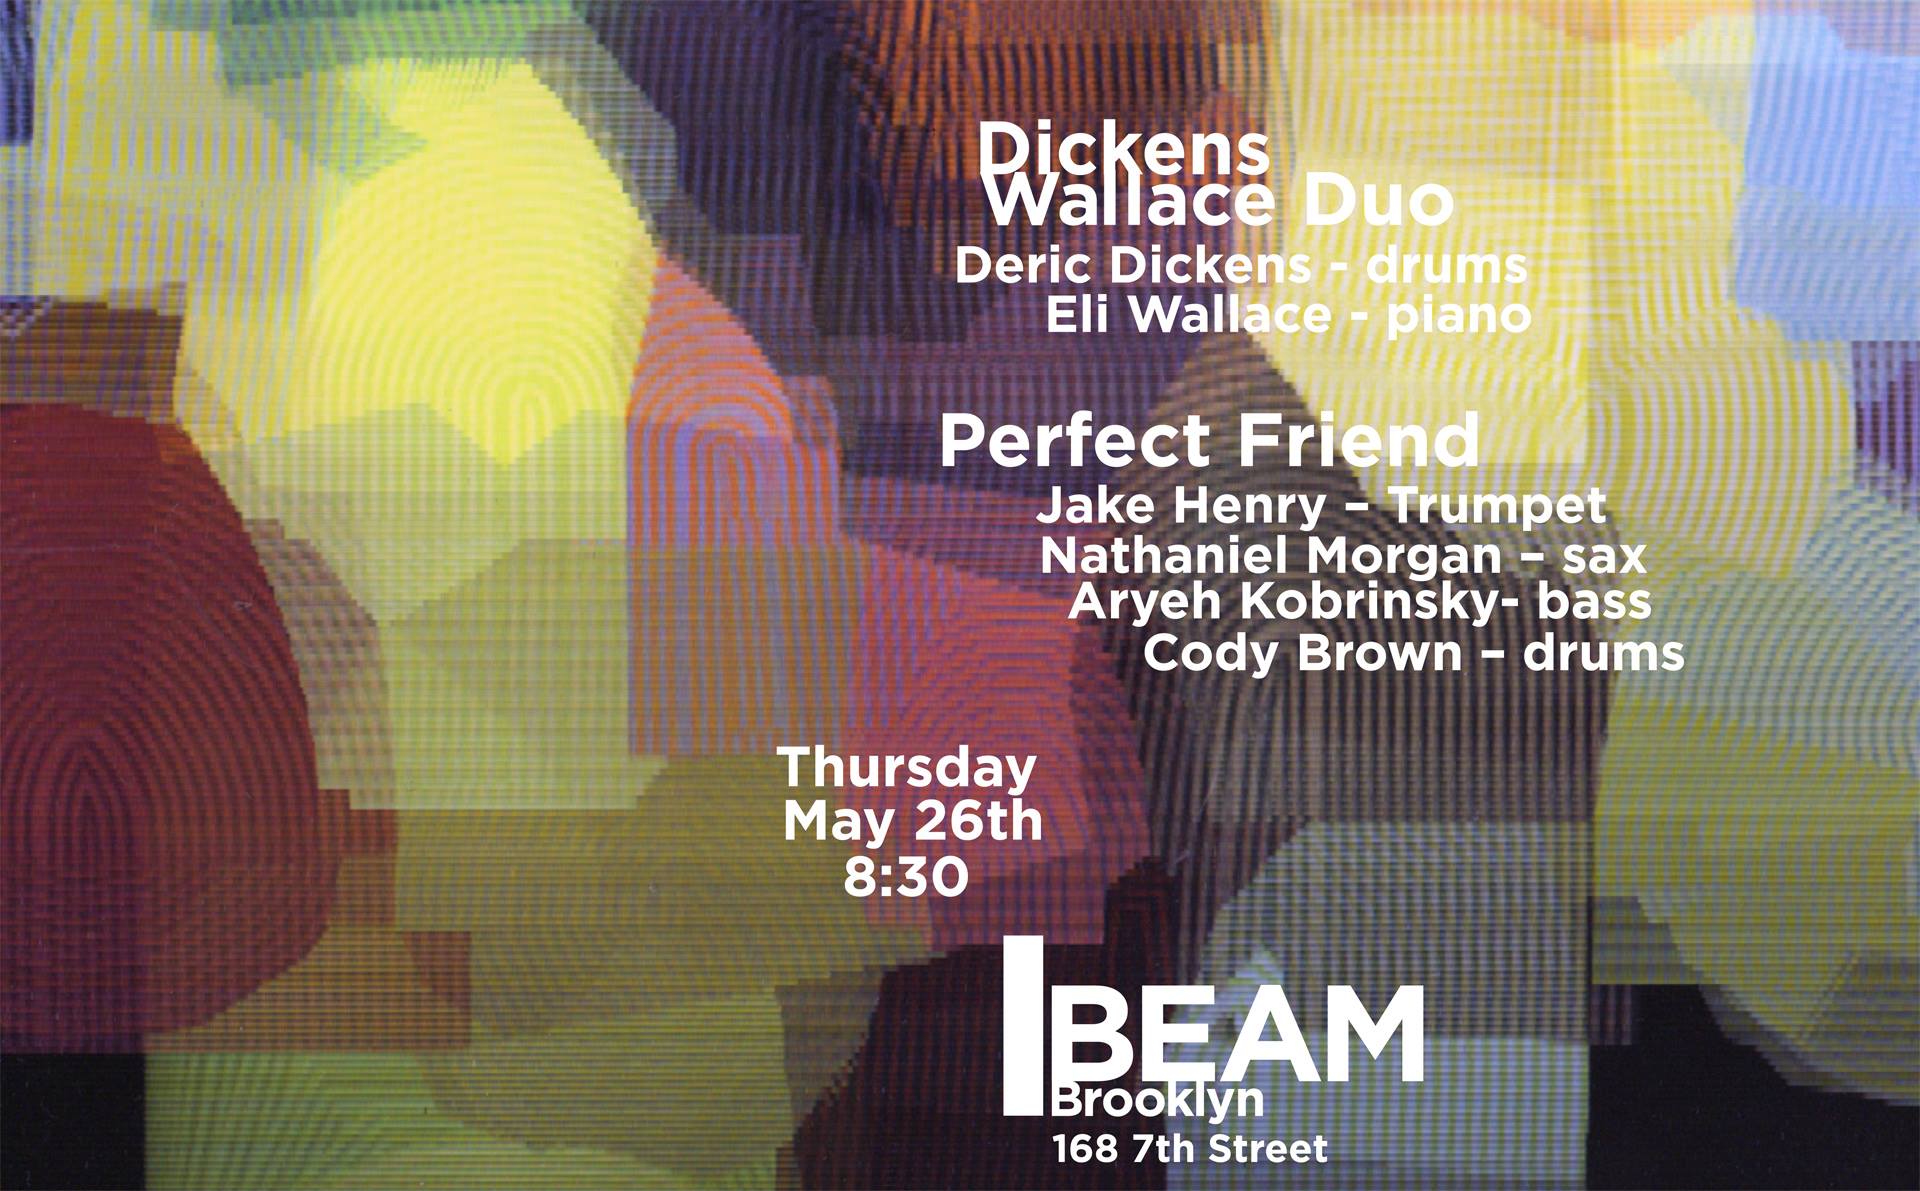 Dickens
Wallace Duo
Deric Dickens - drums
Eli Wallace - piano
Perfect Friend
Jake Henry – Trumpet
Nathaniel Morgan – sax
Aryeh Kobrinsky- bass
Cody Brown – drums
Thursday
May 26th
8:30
IBEAM
Brooklyn
168 7th Street